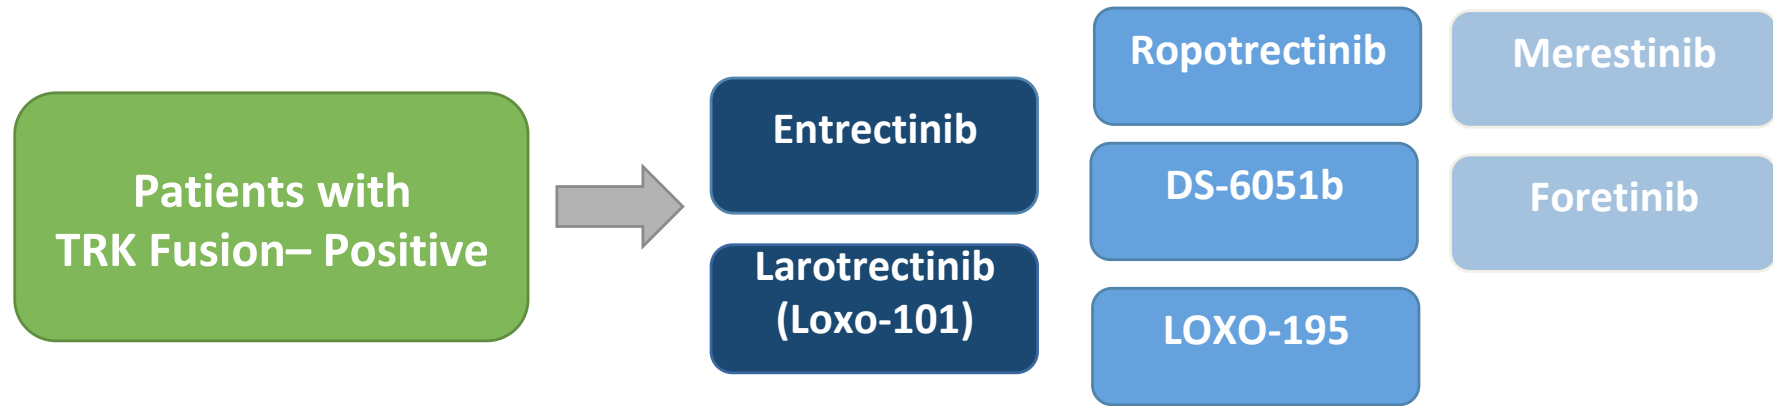 Patients with
TRK Fusion– Positive
Entrectinib
Larotrectinib
(Loxo-101)
Ropotrectinib
DS-6051b
LOXO-195
Merestinib
Foretinib